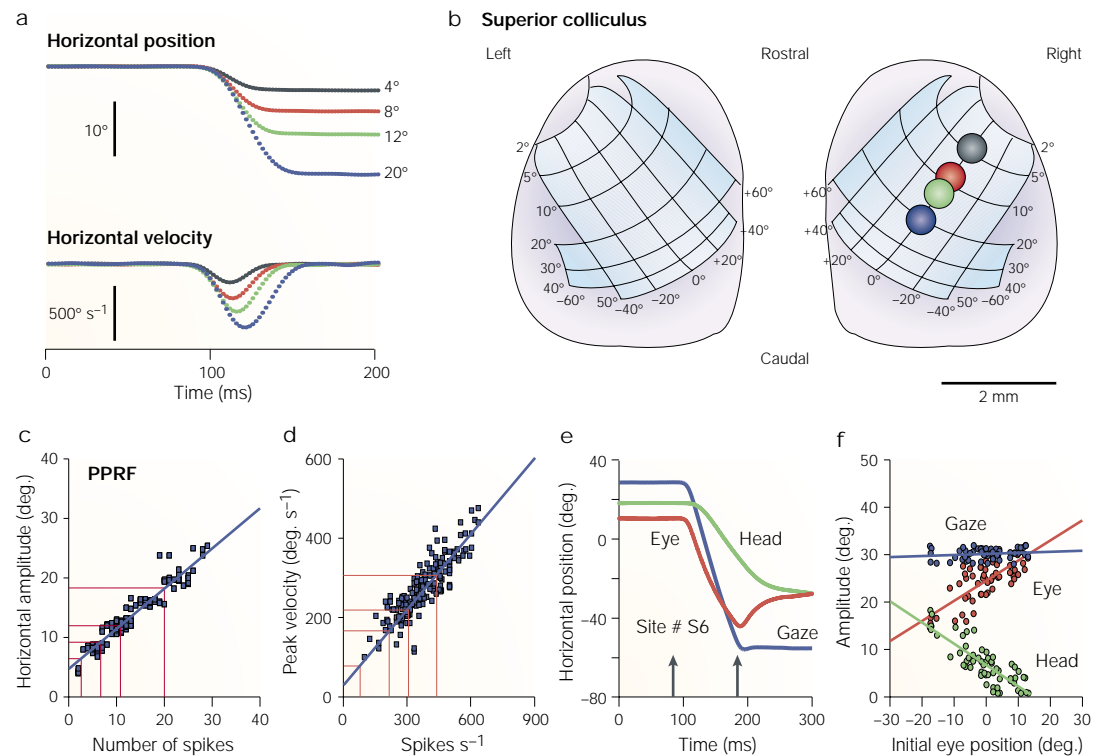 a
Horizontal position
10°
4°
8°
12°
20°
Horizontal velocity
500° s–1
0 100 200
Time (ms)
b Superior colliculus
Left Rostral Right
2°
5°
10°
20°
30°
40°
–60° 50° –40° –20° 0° +20° +40° +60°
+60°
+40°
+20°
0°
–20°
–40°
50°
–60°
2°
5°
10°
20°
30°
40°
Caudal
2 mm
c
PPRF
Horizontal amplitude (deg.)
40
30
20
10
0
0 10 20 30 40
Number of spikes
d
Peak velocity (deg. s–1)
600
400
200
0
0 300 600 900
Spikes s–1
e
Horizontal position (deg.)
40
0
–40
–80
Eye Head
Site # S6 Gaze
0 100 200 300
Time (ms)
f
Amplitude (deg.)
50
40
30
20
10
0
Gaze
Eye
Head
–30 –20 –10 0 10 20 30
Initial eye position (deg.)